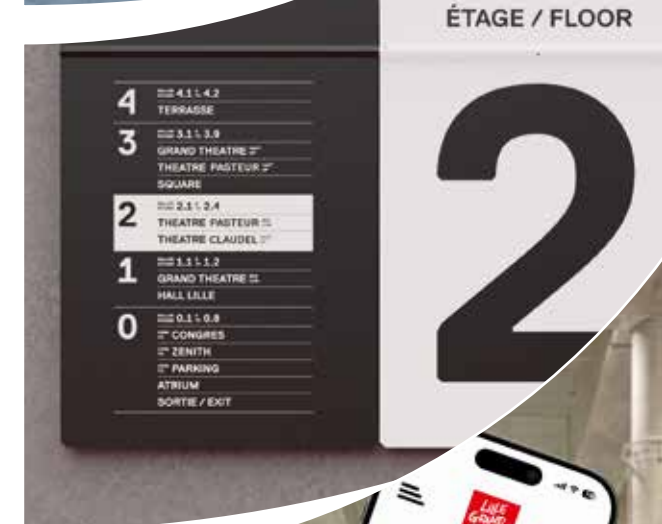 ÉTAGE / FLOOR
2
4
4.1 4.2
TERRASSE
3
3.1 3.9
GRAND THEATRE
THEATRE PASTEUR
SQUARE
2
2.1 2.4
THEATRE PASTEUR
THEATRE CLAUDEL
1
1.1 1.2
GRAND THEATRE
HALL LILLE
0
0.1 0.8
CONGRES
ZENITH
PARKING
ATRIUM
SORTIE / EXIT
LILLE
GRAND